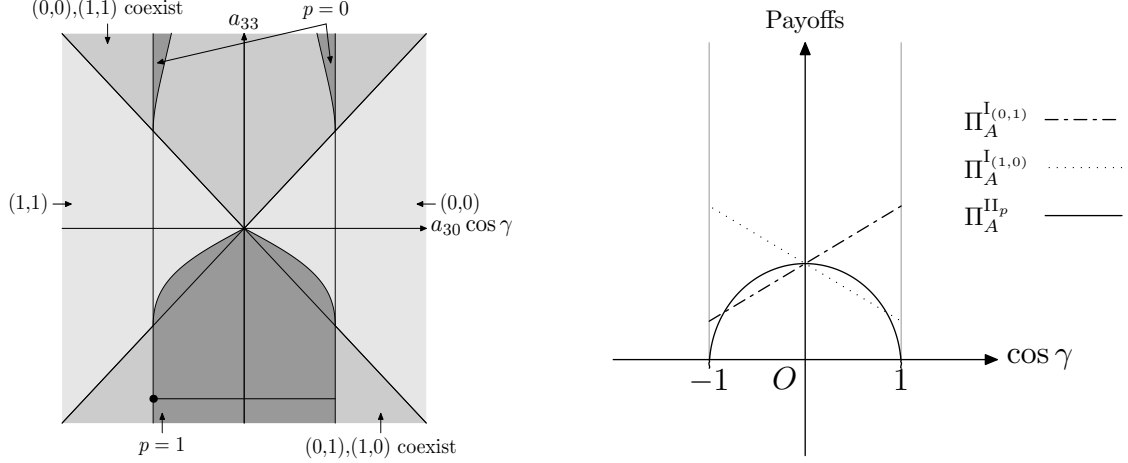 (0,0),(1,1) coexist
p = 0
a₃₃
(1,1)
(0,0)
a₃₀ cos γ
p = 1
(0,1),(1,0) coexist
Payoffs
Π_A^{I_{(0,1)}}
Π_A^{I_{(1,0)}}
Π_A^{II_p}
cos γ
−1
O
1